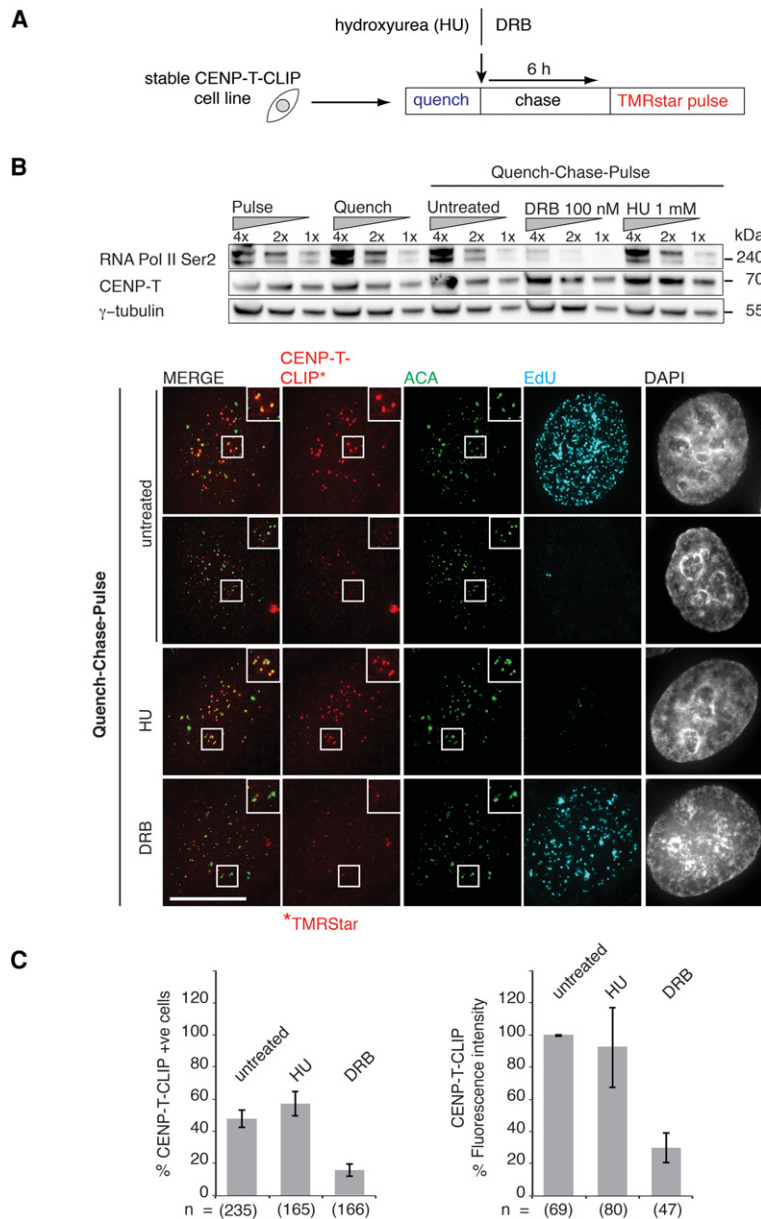 A
hydroxyurea (HU) DRB
6 h
stable CENP-T-CLIP
cell line
quench chase TMRstar pulse
B
Quench-Chase-Pulse
Pulse Quench Untreated DRB 100 nM HU 1 mM
4x 2x 1x 4x 2x 1x 4x 2x 1x 4x 2x 1x 4x 2x 1x kDa
RNA Pol II Ser2 240
CENP-T 70
γ-tubulin 55
MERGE CENP-T-CLIP* ACA EdU DAPI
Quench-Chase-Pulse
untreated
HU
DRB
*TMRStar
C
% CENP-T-CLIP +ve cells
120
100
80
60
40
20
0
untreated HU DRB
n = (235) (165) (166)
CENP-T-CLIP
% Fluorescence intensity
120
100
80
60
40
20
0
untreated HU DRB
n = (69) (80) (47)